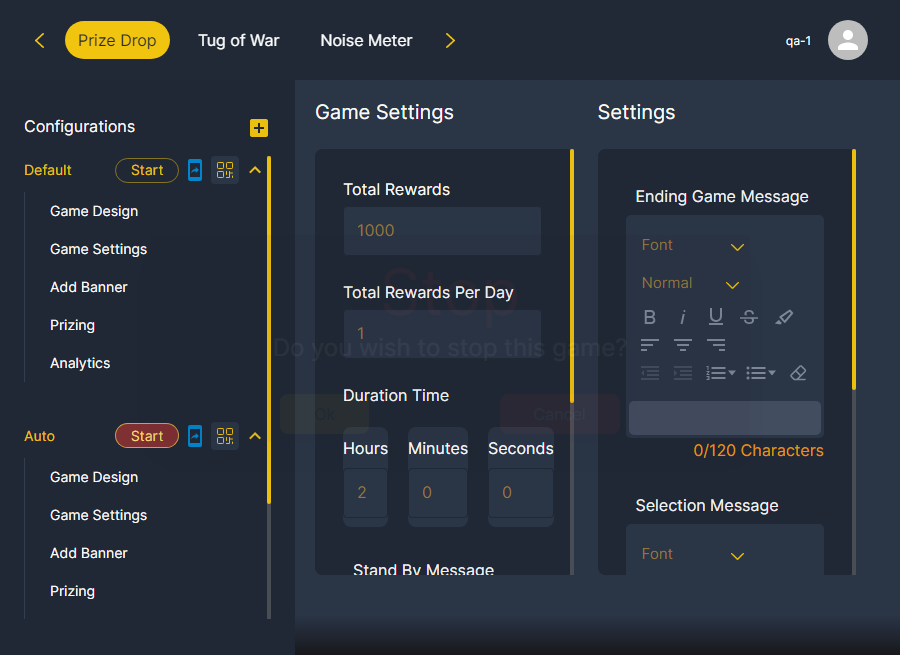 Prize Drop
Tug of War
Noise Meter
qa-1
Configurations
Default
Start
Game Design
Game Settings
Add Banner
Prizing
Analytics
Auto
Start
Game Design
Game Settings
Add Banner
Prizing
Game Settings
Total Rewards
1000
Total Rewards Per Day
1
Duration Time
Hours Minutes Seconds
2 0 0
Stand By Message
Settings
Ending Game Message
Font
Normal
B i U S
0/120 Characters
Selection Message
Font
Stop
Do you wish to stop this game?
Ok
Cancel